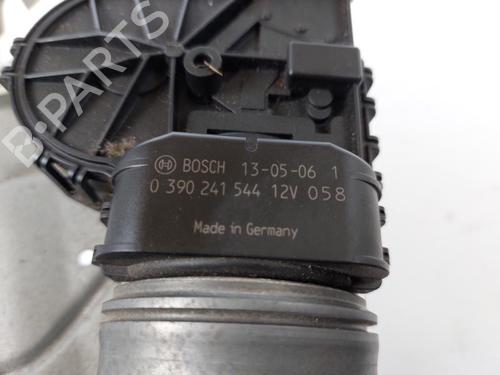 B-PARTS
BOSCH 13-05-06 1
0 390 241 544 12V 058
Made in Germany